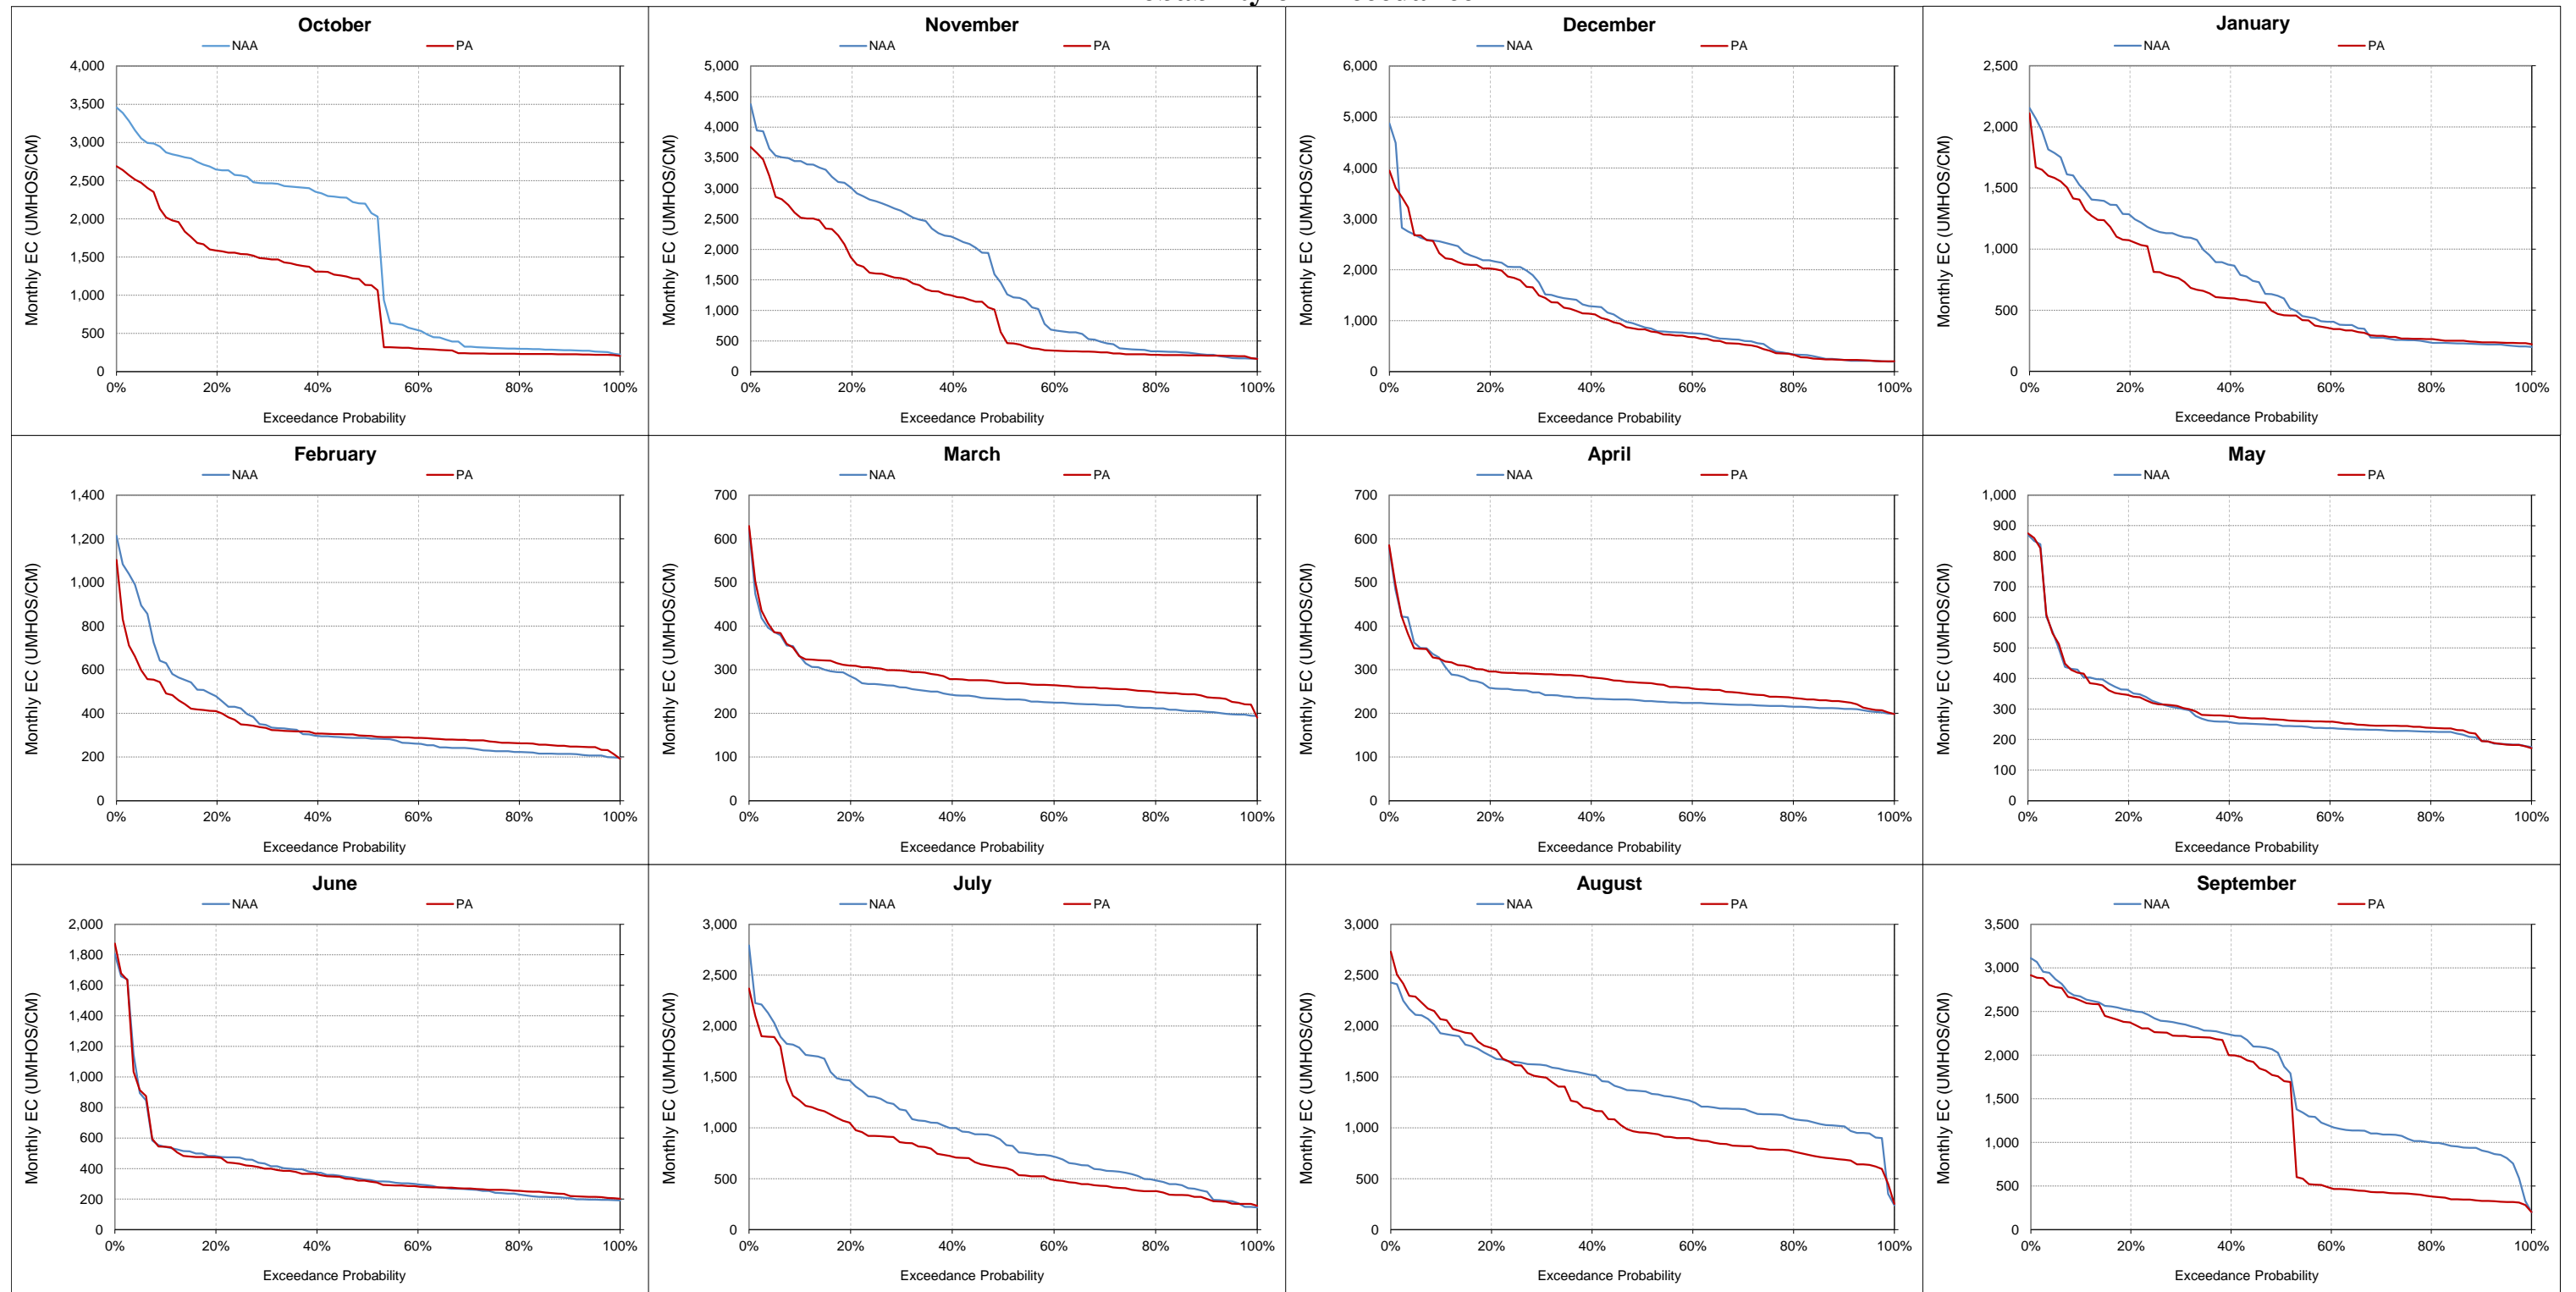 October
NAA PA
4,000
3,500
3,000
2,500
2,000
1,500
1,000
500
0
Monthly EC (UMHOS/CM)
0% 20% 40% 60% 80% 100%
Exceedance Probability
November
NAA PA
5,000
4,500
4,000
3,500
3,000
2,500
2,000
1,500
1,000
500
0
Monthly EC (UMHOS/CM)
0% 20% 40% 60% 80% 100%
Exceedance Probability
December
NAA PA
6,000
5,000
4,000
3,000
2,000
1,000
0
Monthly EC (UMHOS/CM)
0% 20% 40% 60% 80% 100%
Exceedance Probability
January
NAA PA
2,500
2,000
1,500
1,000
500
0
Monthly EC (UMHOS/CM)
0% 20% 40% 60% 80% 100%
Exceedance Probability
February
NAA PA
1,400
1,200
1,000
800
600
400
200
0
Monthly EC (UMHOS/CM)
0% 20% 40% 60% 80% 100%
Exceedance Probability
March
NAA PA
700
600
500
400
300
200
100
0
Monthly EC (UMHOS/CM)
0% 20% 40% 60% 80% 100%
Exceedance Probability
April
NAA PA
700
600
500
400
300
200
100
0
Monthly EC (UMHOS/CM)
0% 20% 40% 60% 80% 100%
Exceedance Probability
May
NAA PA
1,000
900
800
700
600
500
400
300
200
100
0
Monthly EC (UMHOS/CM)
0% 20% 40% 60% 80% 100%
Exceedance Probability
June
NAA PA
2,000
1,800
1,600
1,400
1,200
1,000
800
600
400
200
0
Monthly EC (UMHOS/CM)
0% 20% 40% 60% 80% 100%
Exceedance Probability
July
NAA PA
3,000
2,500
2,000
1,500
1,000
500
0
Monthly EC (UMHOS/CM)
0% 20% 40% 60% 80% 100%
Exceedance Probability
August
NAA PA
3,000
2,500
2,000
1,500
1,000
500
0
Monthly EC (UMHOS/CM)
0% 20% 40% 60% 80% 100%
Exceedance Probability
September
NAA PA
3,500
3,000
2,500
2,000
1,500
1,000
500
0
Monthly EC (UMHOS/CM)
0% 20% 40% 60% 80% 100%
Exceedance Probability